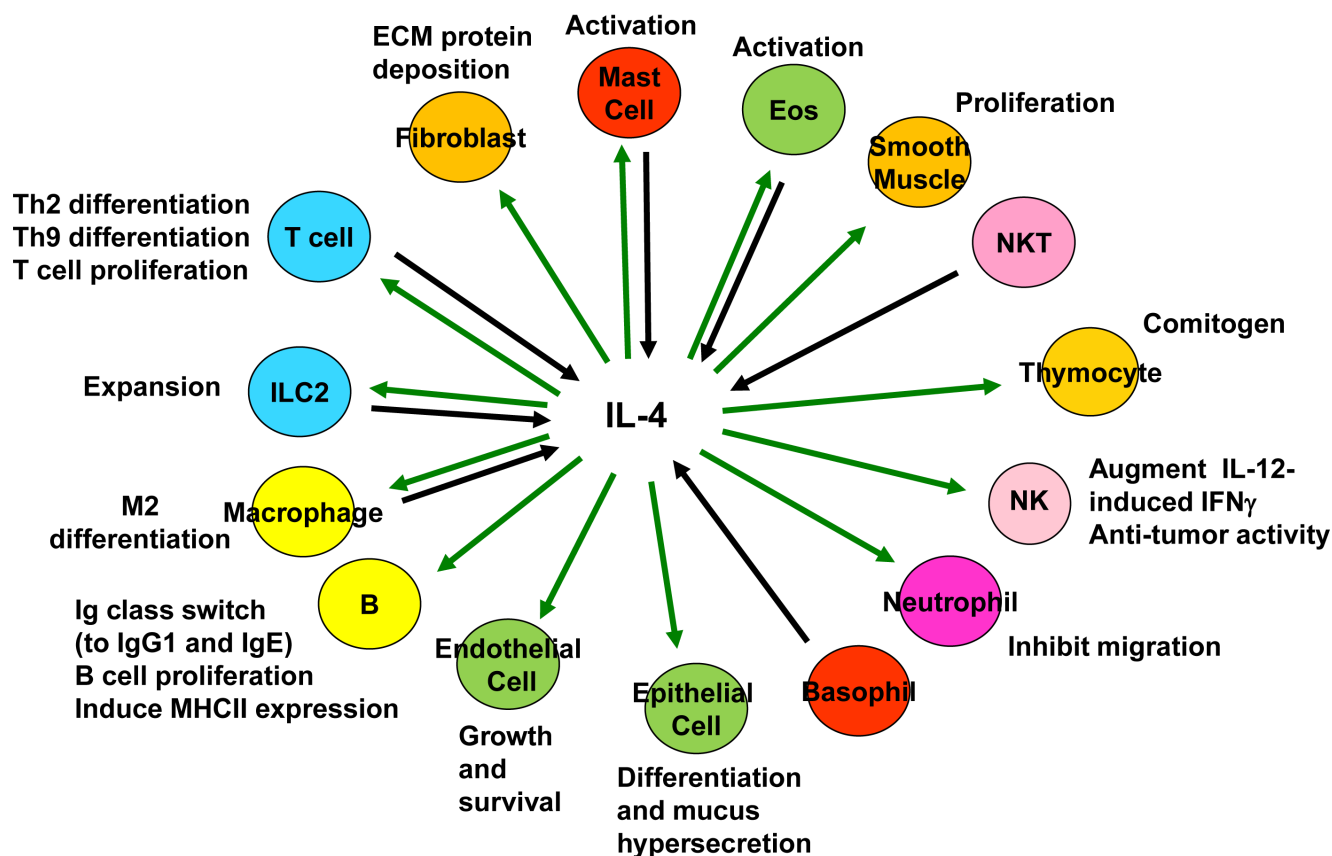 ECM protein
deposition
Fibroblast
Activation
Mast
Cell
Activation
Eos
Proliferation
Smooth
Muscle
NKT
Th2 differentiation
Th9 differentiation
T cell proliferation
T cell
Comitogen
Thymocyte
Expansion
ILC2
IL-4
M2
differentiation
Macrophage
NK
Augment IL-12-
induced IFNγ
Anti-tumor activity
B
Ig class switch
(to IgG1 and IgE)
B cell proliferation
Induce MHCII expression
Neutrophil
Inhibit migration
Endothelial
Cell
Growth
and
survival
Epithelial
Cell
Differentiation
and mucus
hypersecretion
Basophil